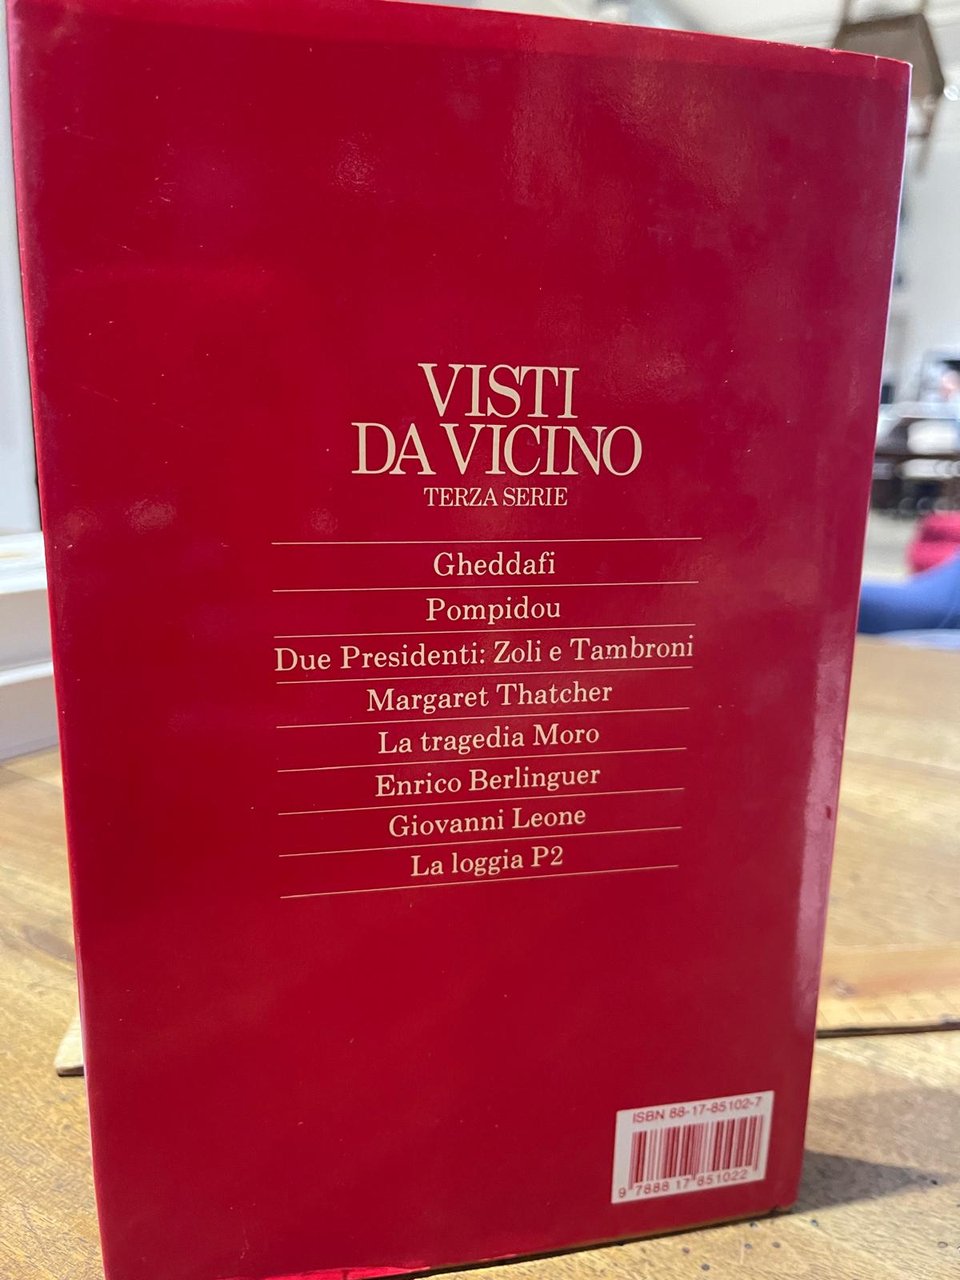 VISTI
DA VICINO
TERZA SERIE
Gheddafi
Pompidou
Due Presidenti: Zoli e Tambroni
Margaret Thatcher
La tragedia Moro
Enrico Berlinguer
Giovanni Leone
La loggia P2
ISBN 88-17-85102-7
9 788817 851022